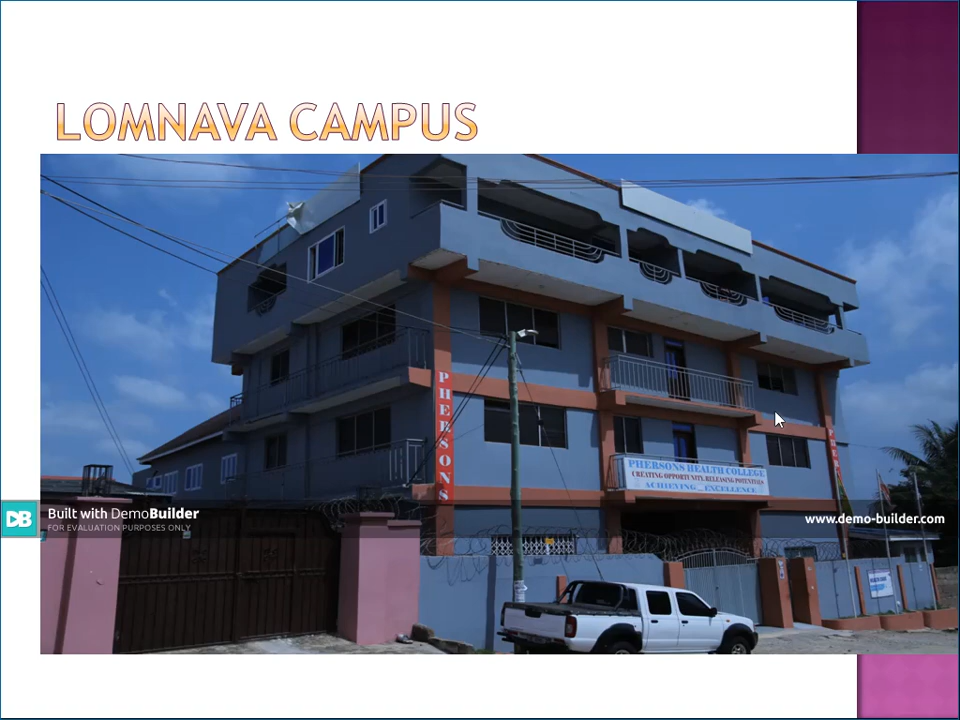 LOMNAVA CAMPUS
PHERSONS
PHERSONS HEALTH COLLEGE
CREATING OPPORTUNITY, RELEASING POTENTIALS
ACHIEVING _ EXCELLENCE
DB
Built with DemoBuilder
FOR EVALUATION PURPOSES ONLY
www.demo-builder.com